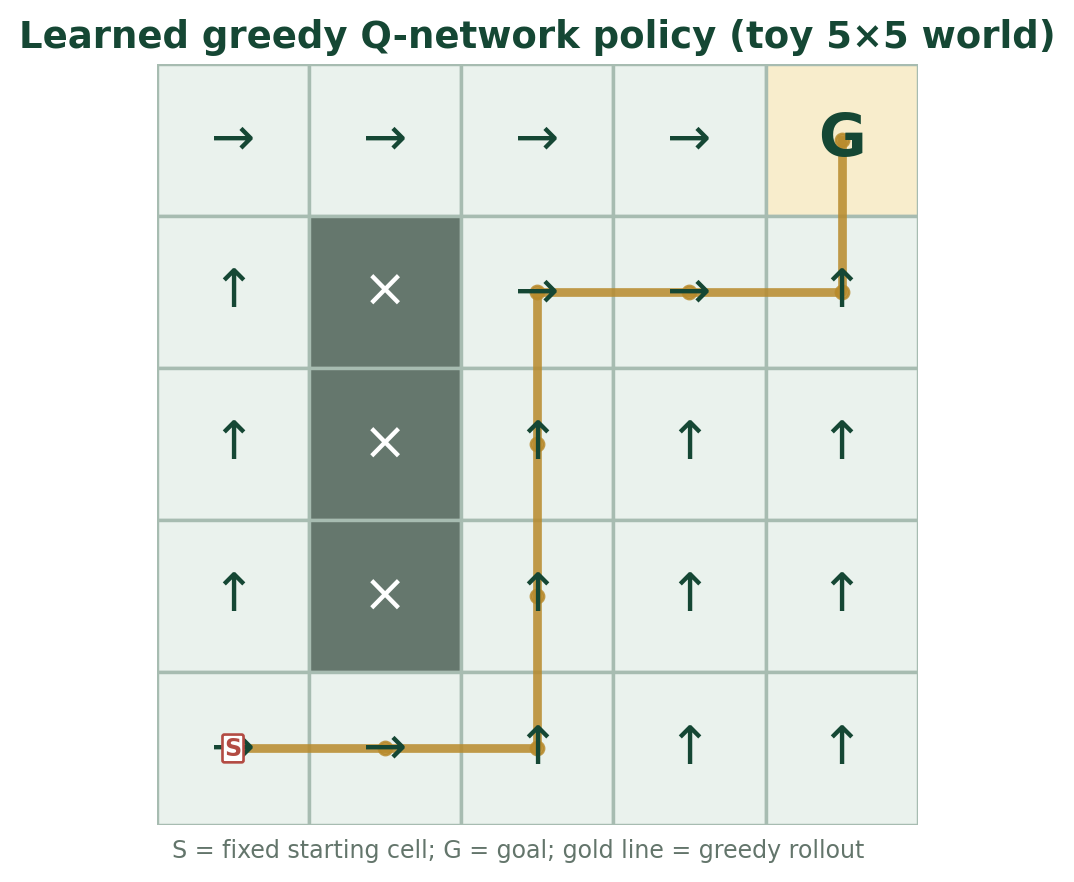 Learned greedy Q-network policy (toy 5×5 world)
→ → → → G
↑ × → → ↑
↑ × ↑ ↑ ↑
↑ × ↑ ↑ ↑
S → ↑ ↑ ↑
S = fixed starting cell; G = goal; gold line = greedy rollout